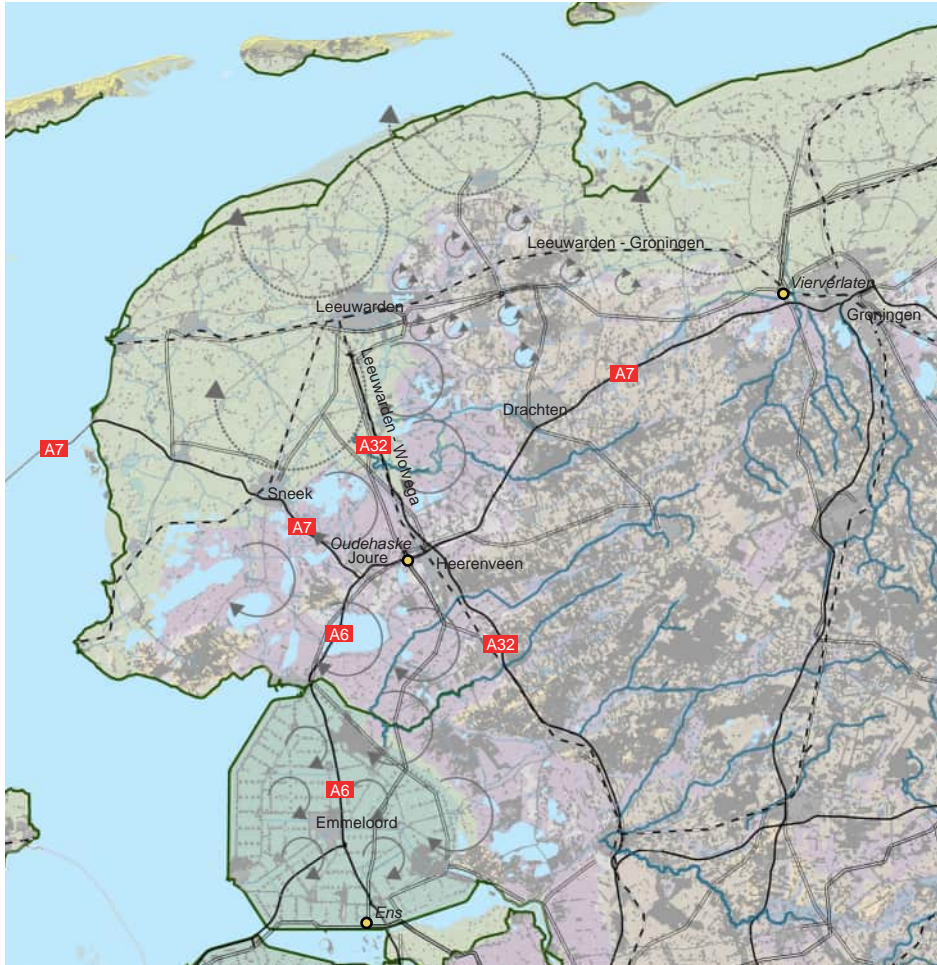 Leeuwarden - Groningen
Vierverlaten
Leeuwarden
Groningen
Leeuwarden - Wolvega
A7
Drachten
A7
A32
Sneek
A7
Oudehaske
Joure
Heerenveen
A6
A32
A6
Emmeloord
Ens